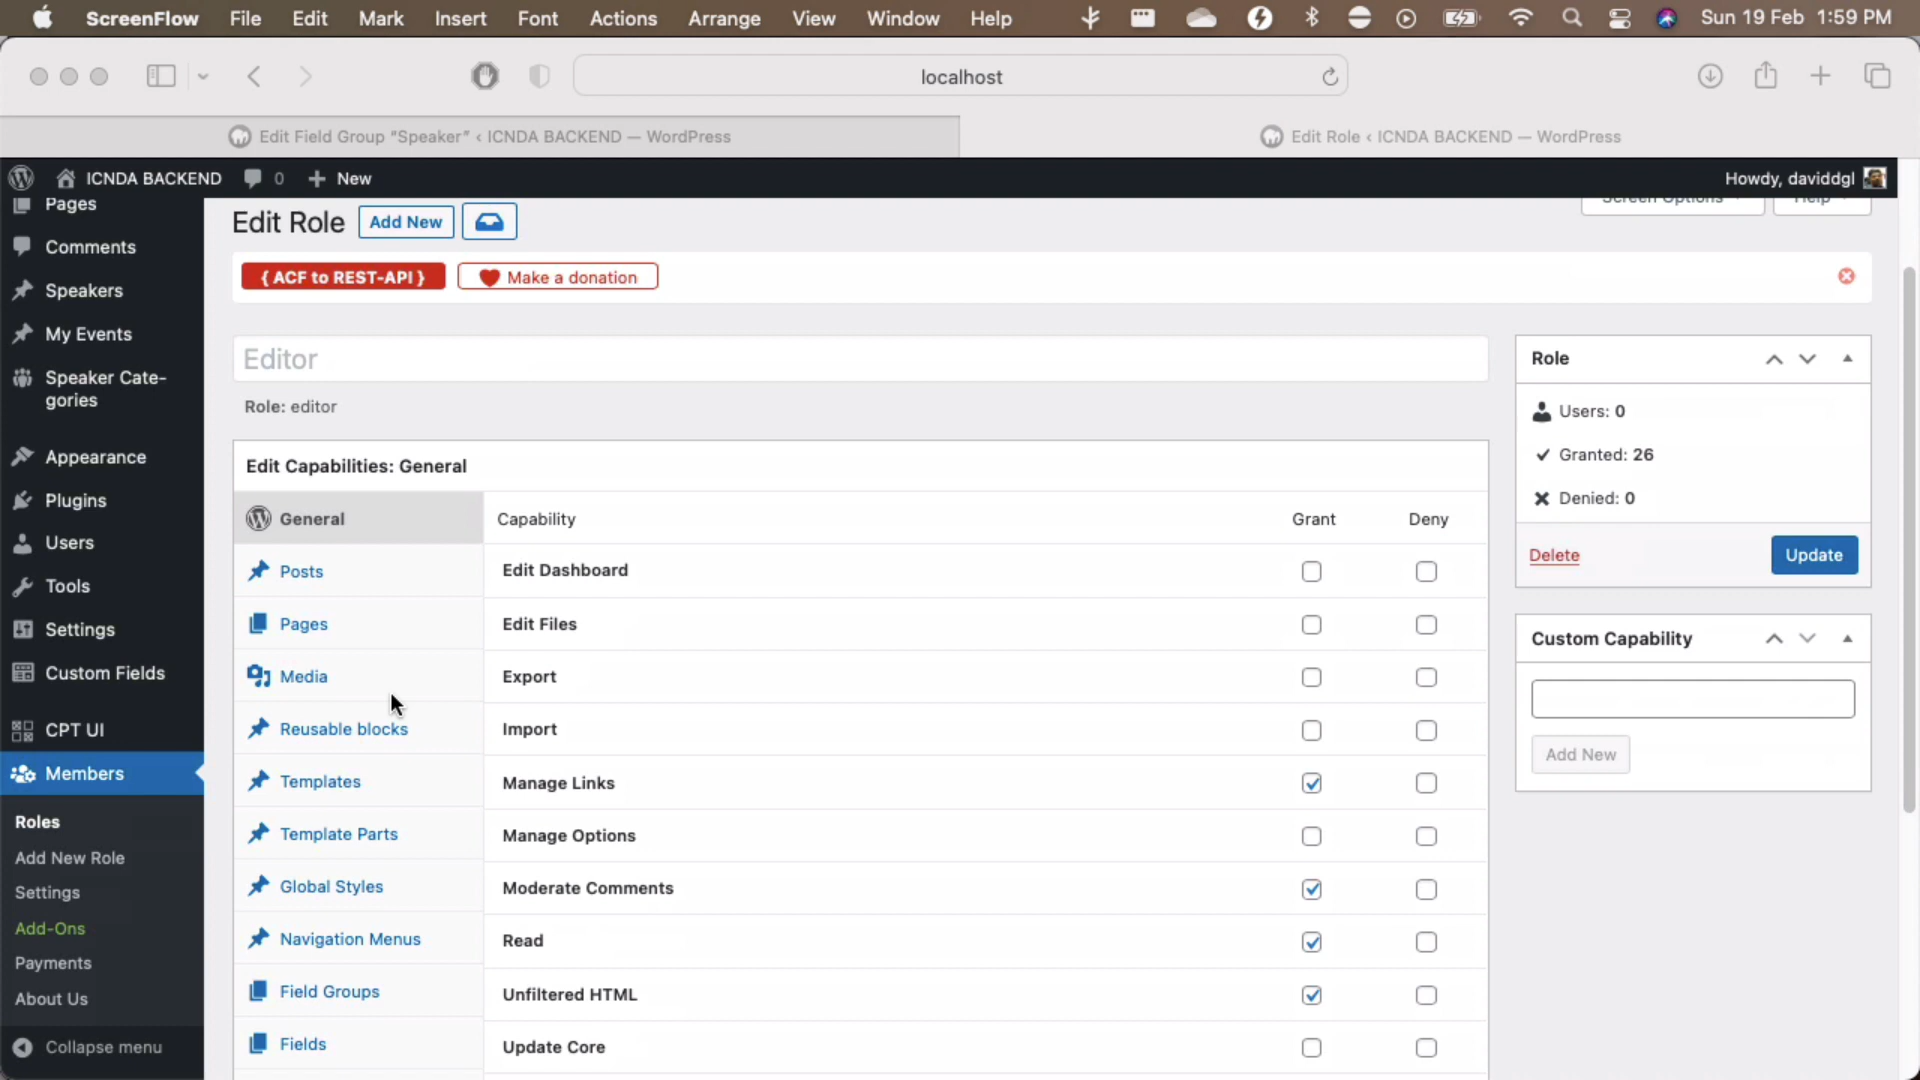 ScreenFlow File Edit Mark Insert Font Actions Arrange View Window Help Sun 19 Feb 1:59 PM
localhost
Edit Field Group "Speaker" ‹ ICNDA BACKEND — WordPress
Edit Role ‹ ICNDA BACKEND — WordPress
ICNDA BACKEND 0 New
Howdy, daviddgl
Pages
Comments
Speakers
My Events
Speaker Cate-
gories
Appearance
Plugins
Users
Tools
Settings
Custom Fields
CPT UI
Members
Roles
Add New Role
Settings
Add-Ons
Payments
About Us
Collapse menu
Screen Options
Help
Edit Role Add New
{ ACF to REST-API } Make a donation
Editor
Role: editor
Edit Capabilities: General
General
Posts
Pages
Media
Reusable blocks
Templates
Template Parts
Global Styles
Navigation Menus
Field Groups
Fields
Capability Grant Deny
Edit Dashboard
Edit Files
Export
Import
Manage Links
Manage Options
Moderate Comments
Read
Unfiltered HTML
Update Core
Role
Users: 0
Granted: 26
Denied: 0
Delete Update
Custom Capability
Add New